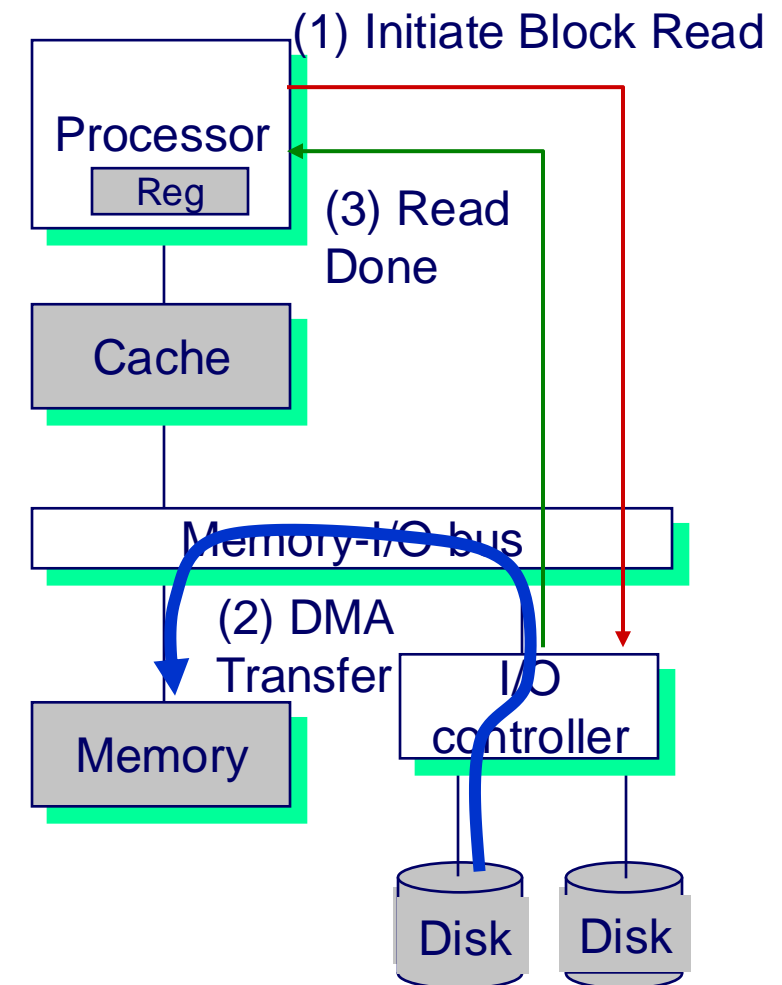 (1) Initiate Block Read
Processor
Reg
(3) Read
Done
Cache
Memory-I/O bus
(2) DMA
Transfer
I/O
controller
Memory
Disk
Disk